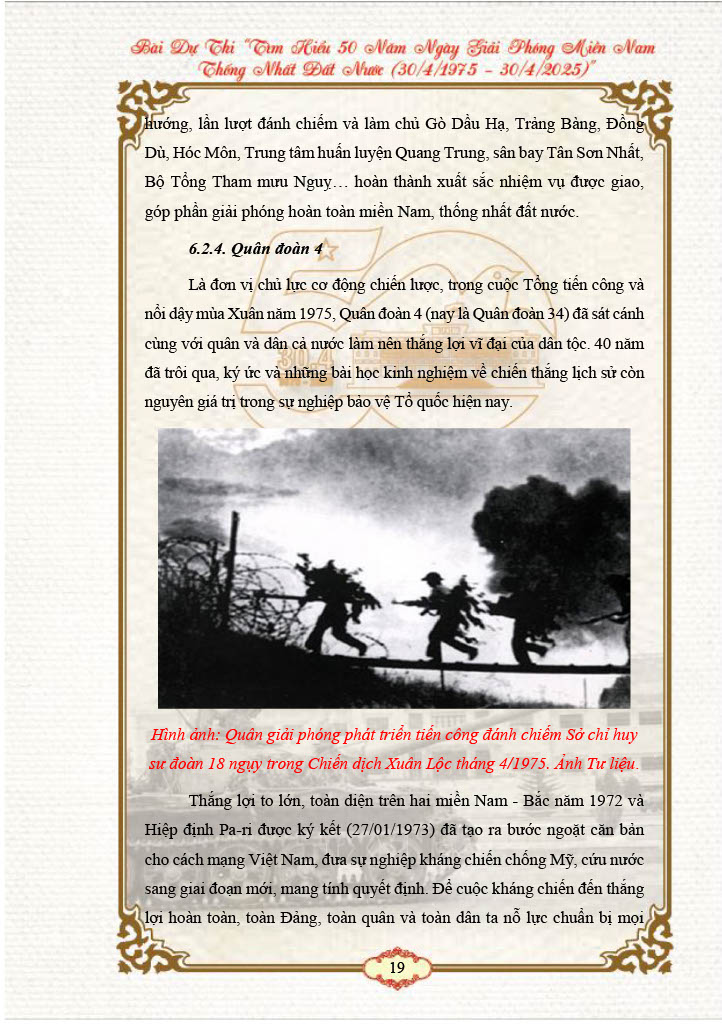 Bài Dự Thi “Tìm Hiểu 50 Năm Ngày Giải Phóng Miền Nam
Thống Nhất Đất Nước (30/4/1975 – 30/4/2025)”
hướng, lần lượt đánh chiếm và làm chủ Gò Dầu Hạ, Trảng Bàng, Đồng
Dù, Hóc Môn, Trung tâm huấn luyện Quang Trung, sân bay Tân Sơn Nhất,
Bộ Tổng Tham mưu Nguỵ… hoàn thành xuất sắc nhiệm vụ được giao,
góp phần giải phóng hoàn toàn miền Nam, thống nhất đất nước.
6.2.4. Quân đoàn 4
Là đơn vị chủ lực cơ động chiến lược, trong cuộc Tổng tiến công và
nổi dậy mùa Xuân năm 1975, Quân đoàn 4 (nay là Quân đoàn 34) đã sát cánh
cùng với quân và dân cả nước làm nên thắng lợi vĩ đại của dân tộc. 40 năm
đã trôi qua, ký ức và những bài học kinh nghiệm về chiến thắng lịch sử còn
nguyên giá trị trong sự nghiệp bảo vệ Tổ quốc hiện nay.
Hình ảnh: Quân giải phóng phát triển tiến công đánh chiếm Sở chỉ huy
sư đoàn 18 ngụy trong Chiến dịch Xuân Lộc tháng 4/1975. Ảnh Tư liệu.
Thắng lợi to lớn, toàn diện trên hai miền Nam - Bắc năm 1972 và
Hiệp định Pa-ri được ký kết (27/01/1973) đã tạo ra bước ngoặt căn bản
cho cách mạng Việt Nam, đưa sự nghiệp kháng chiến chống Mỹ, cứu nước
sang giai đoạn mới, mang tính quyết định. Để cuộc kháng chiến đến thắng
lợi hoàn toàn, toàn Đảng, toàn quân và toàn dân ta nỗ lực chuẩn bị mọi
19